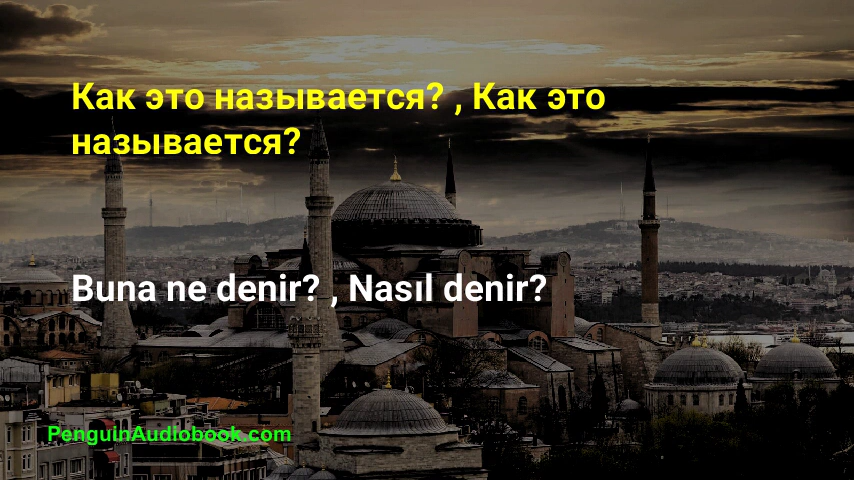 Как это называется? , Как это
называется?
Buna ne denir? , Nasıl denir?
PenguinAudiobook.com